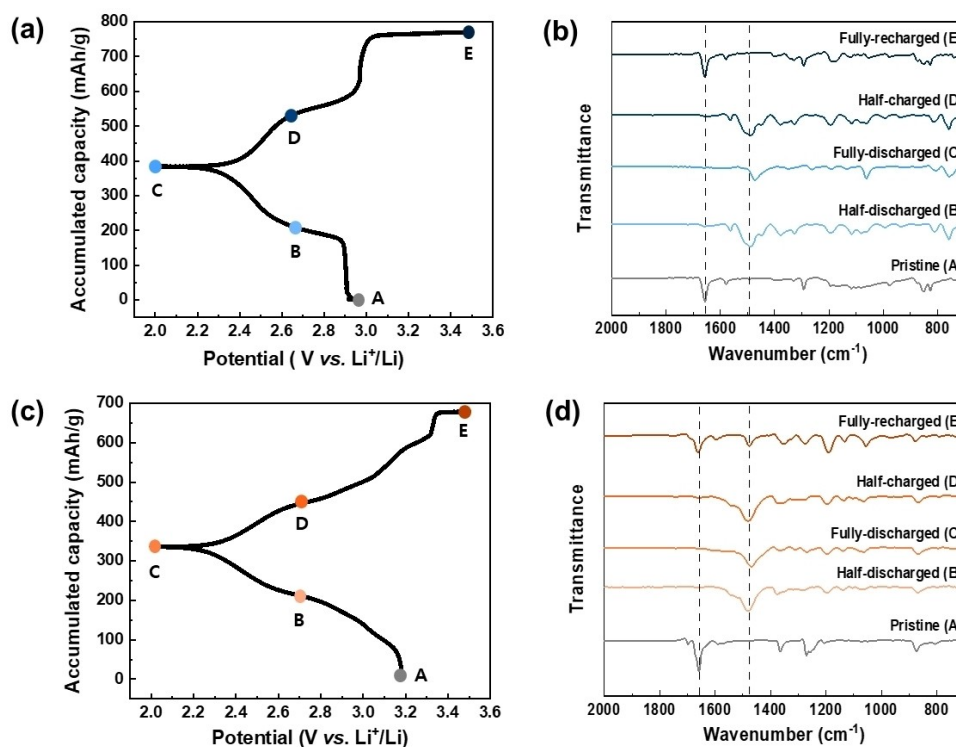 (a)
Accumulated capacity (mAh/g)
800
700
600
500
400
300
200
100
0
E
D
C
B
A
2.0 2.2 2.4 2.6 2.8 3.0 3.2 3.4 3.6
Potential ( V vs. Li⁺/Li)
(b)
Transmittance
Fully-recharged (E
Half-charged (D
Fully-discharged (C
Half-discharged (B
Pristine (A
2000 1800 1600 1400 1200 1000 800
Wavenumber (cm⁻¹)
(c)
Accumulated capacity (mAh/g)
700
600
500
400
300
200
100
0
E
D
C
B
A
2.0 2.2 2.4 2.6 2.8 3.0 3.2 3.4 3.6
Potential (V vs. Li⁺/Li)
(d)
Transmittance
Fully-recharged (E
Half-charged (D
Fully-discharged (C
Half-discharged (B
Pristine (A
2000 1800 1600 1400 1200 1000 800
Wavenumber (cm⁻¹)